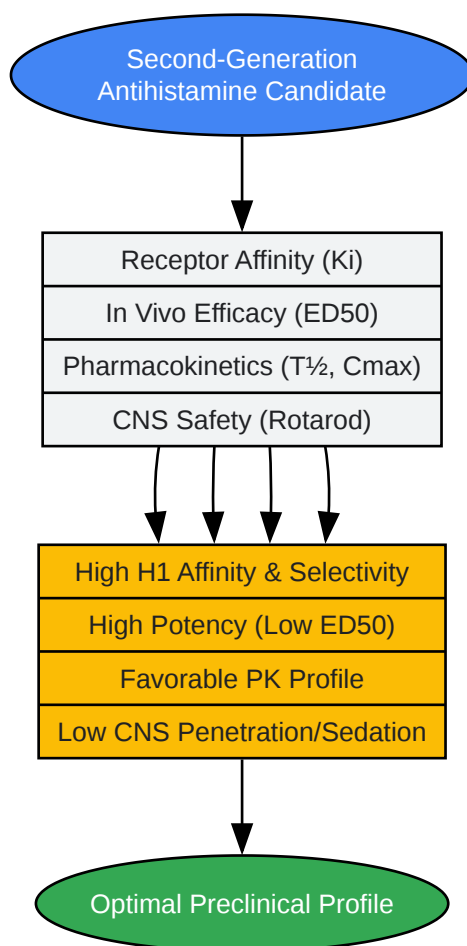 Second-Generation
Antihistamine Candidate
Receptor Affinity (Ki)
In Vivo Efficacy (ED50)
Pharmacokinetics (T½, Cmax)
CNS Safety (Rotarod)
High H1 Affinity & Selectivity
High Potency (Low ED50)
Favorable PK Profile
Low CNS Penetration/Sedation
Optimal Preclinical Profile